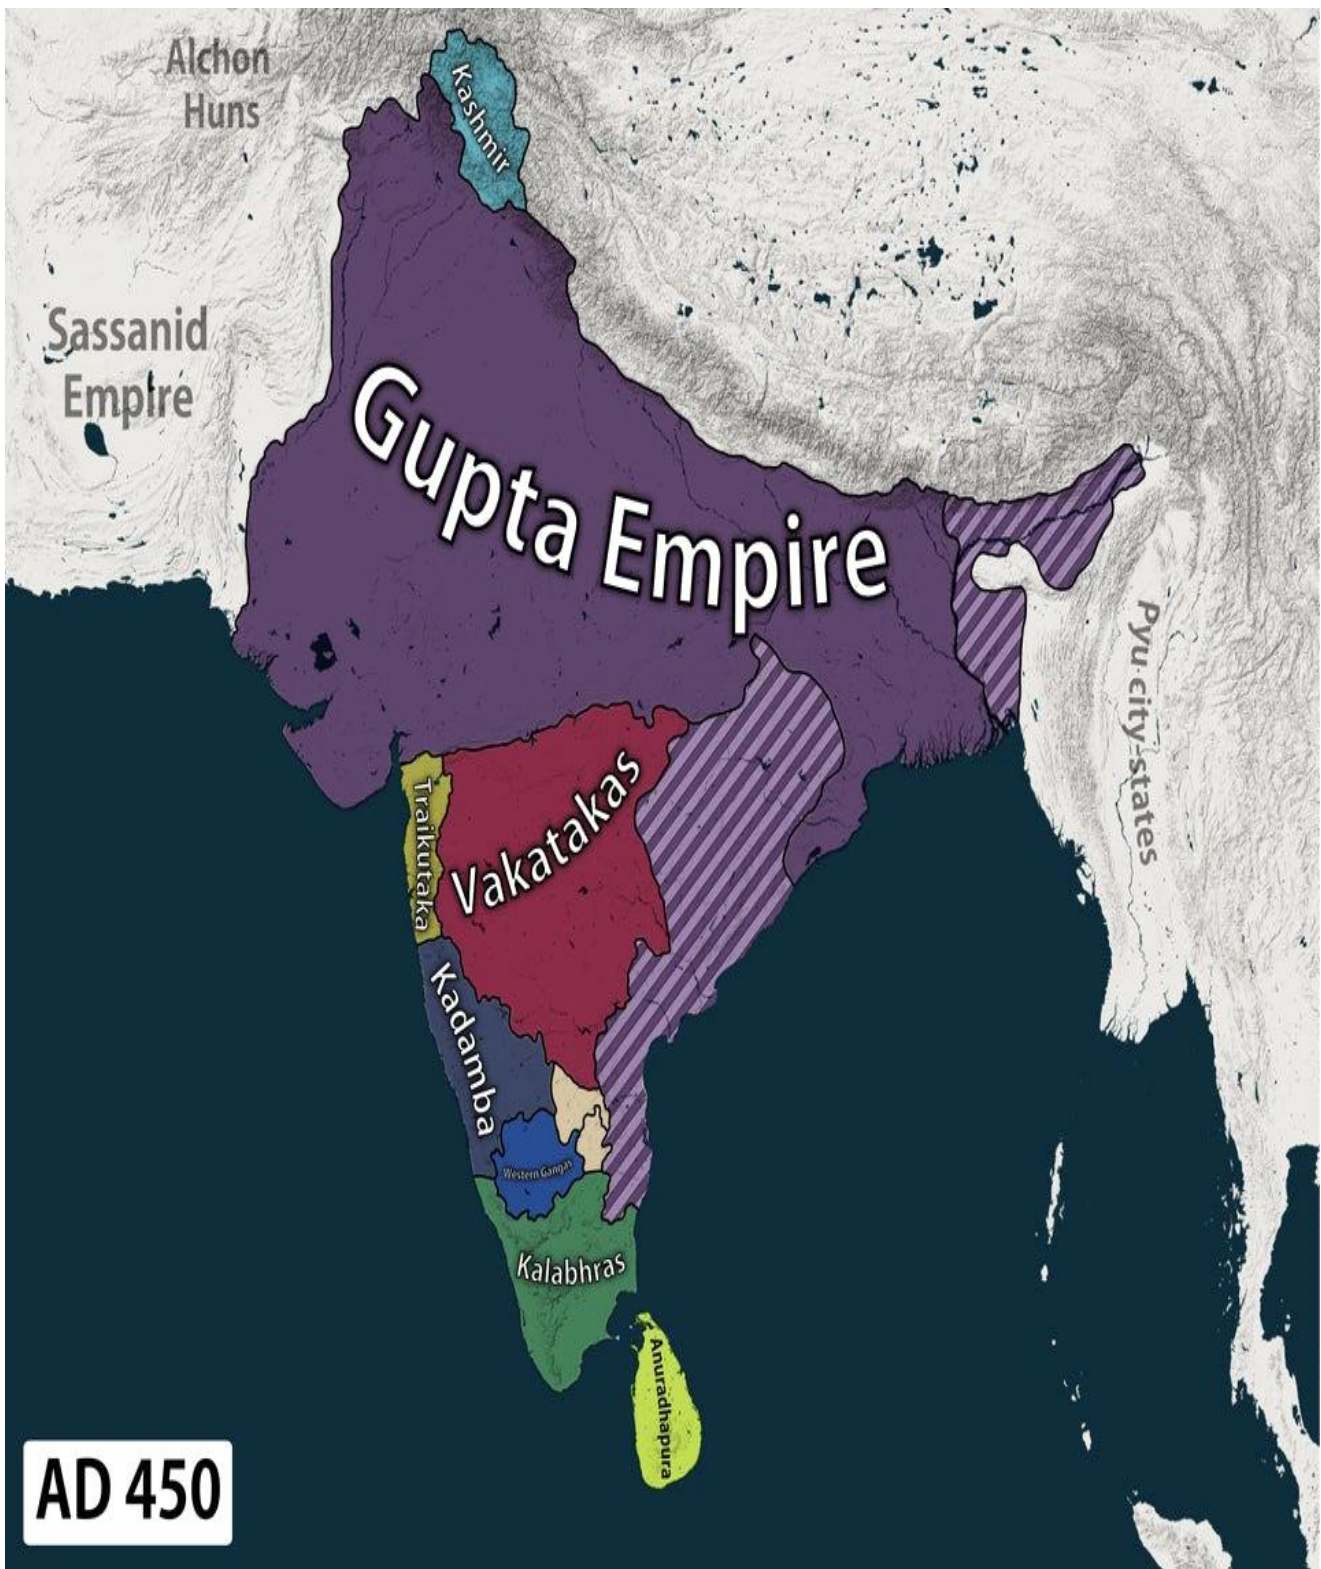 Alchon
Huns
Kashmir
Sassanid
Empire
Gupta Empire
Pyu city-states
Traikutaka
Vakatakas
Kadamba
Western Gangas
Kalabhras
Anuradhapura
AD 450